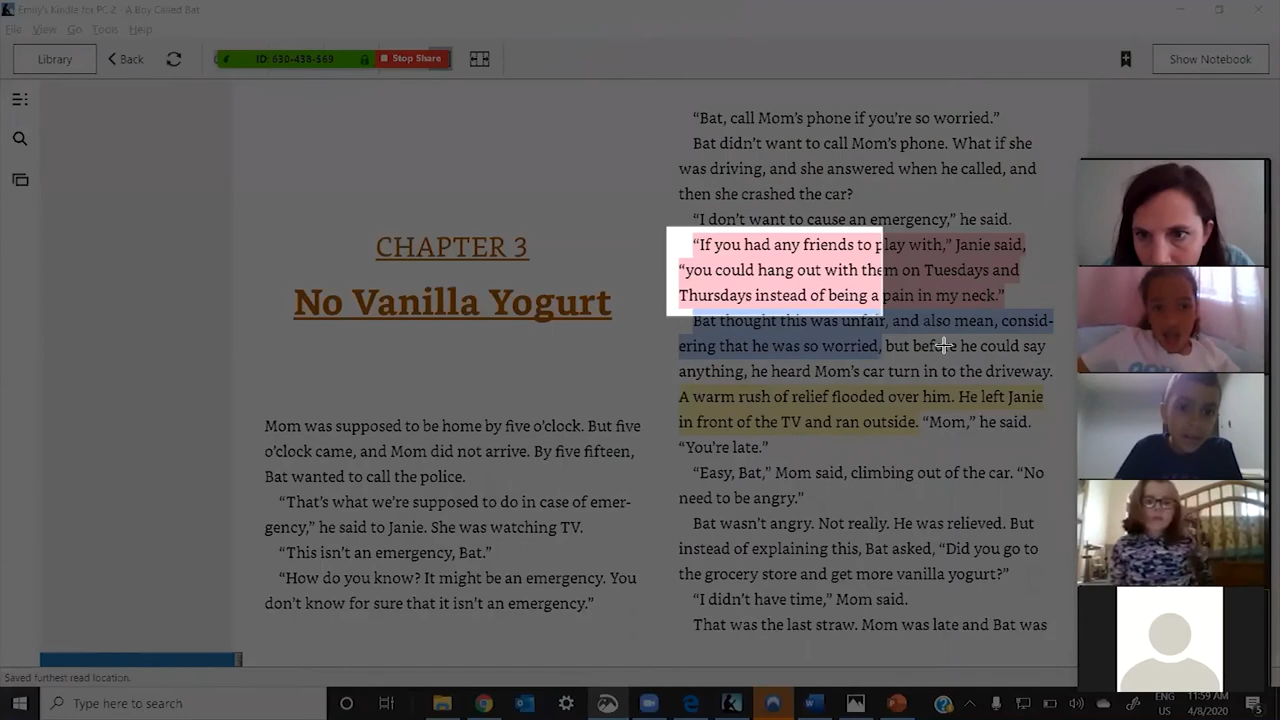 Emily's Kindle for PC 2 - A Boy Called Bat
File View Go Tools Help
Library
Back
ID: 630-438-569
Stop Share
Show Notebook
CHAPTER 3
No Vanilla Yogurt
Mom was supposed to be home by five o’clock. But five
o’clock came, and Mom did not arrive. By five fifteen,
Bat wanted to call the police.
“That’s what we’re supposed to do in case of emer-
gency,” he said to Janie. She was watching TV.
“This isn’t an emergency, Bat.”
“How do you know? It might be an emergency. You
don’t know for sure that it isn’t an emergency.”
“Bat, call Mom’s phone if you’re so worried.”
Bat didn’t want to call Mom’s phone. What if she
was driving, and she answered when he called, and
then she crashed the car?
“I don’t want to cause an emergency,” he said.
“If you had any friends to play with,” Janie said,
“you could hang out with them on Tuesdays and
Thursdays instead of being a pain in my neck.”
Bat thought this was unfair, and also mean, consid-
ering that he was so worried, but before he could say
anything, he heard Mom’s car turn in to the driveway.
A warm rush of relief flooded over him. He left Janie
in front of the TV and ran outside. “Mom,” he said.
“You’re late.”
“Easy, Bat,” Mom said, climbing out of the car. “No
need to be angry.”
Bat wasn’t angry. Not really. He was relieved. But
instead of explaining this, Bat asked, “Did you go to
the grocery store and get more vanilla yogurt?”
“I didn’t have time,” Mom said.
That was the last straw. Mom was late and Bat was
Saved furthest read location.
Type here to search
ENG
US
11:59 AM
4/8/2020
5